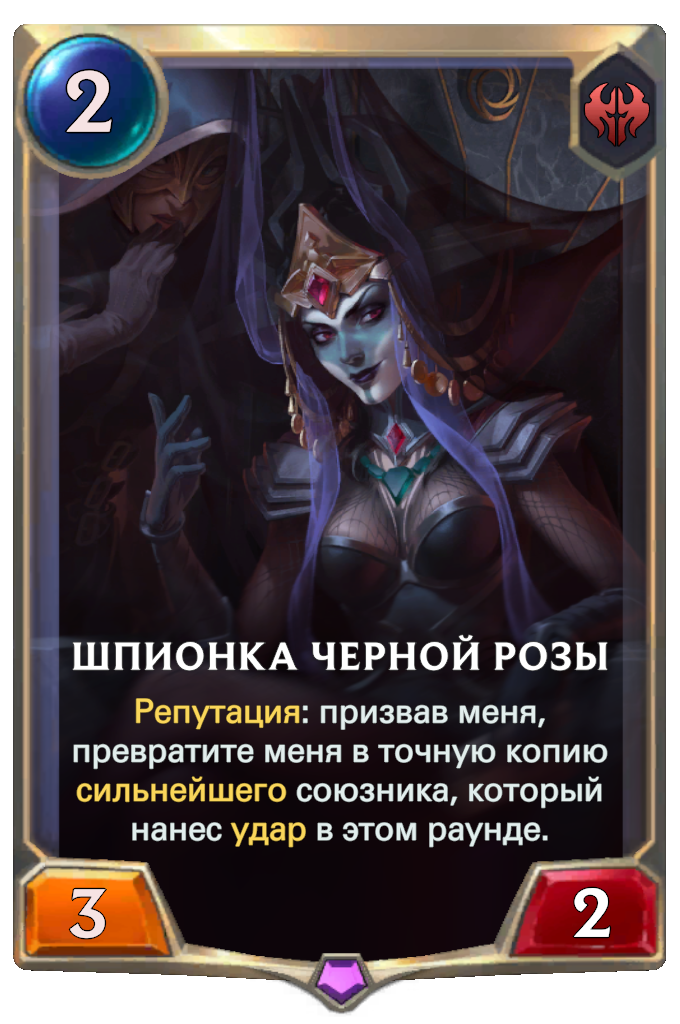 2
ШПИОНКА ЧЕРНОЙ РОЗЫ
Репутация: призвав меня,
превратите меня в точную копию
сильнейшего союзника, который
нанес удар в этом раунде.
3
2